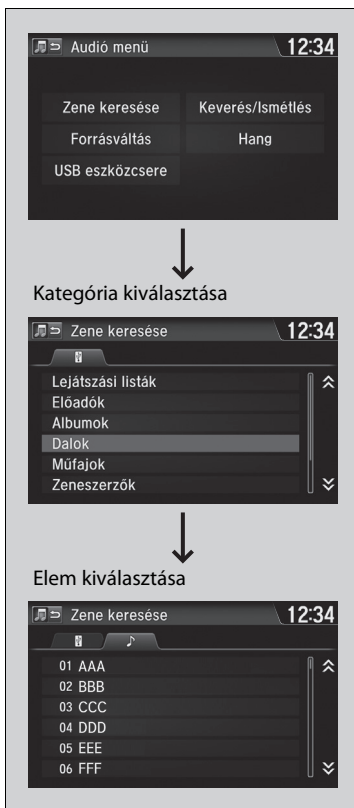 Audió menü 12:34
Zene keresése Keverés/Ismétlés
Forrásváltás Hang
USB eszközcsere
Kategória kiválasztása
Zene keresése 12:34
Lejátszási listák
Előadók
Albumok
Dalok
Műfajok
Zeneszerzők
Elem kiválasztása
Zene keresése 12:34
01 AAA
02 BBB
03 CCC
04 DDD
05 EEE
06 FFF